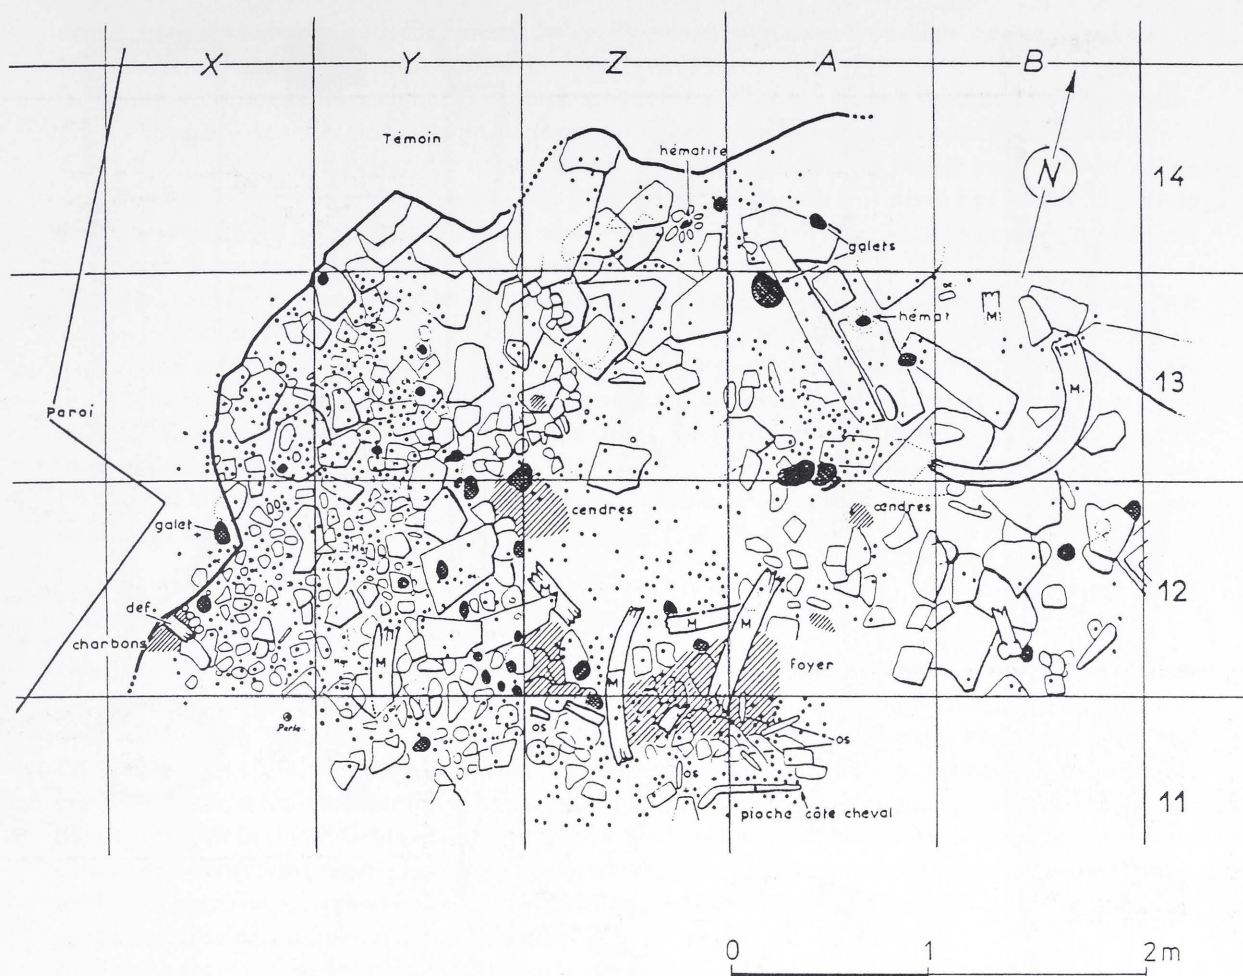 X Y Z A B
Témoin
hématite
N
14
galets
hémat
M
13
M
Paroi
cendres
cendres
galet
12
def.
M
M
charbons
M
Foyer
M
Perle
os
os
os
11
pioche côte cheval
0 1 2m